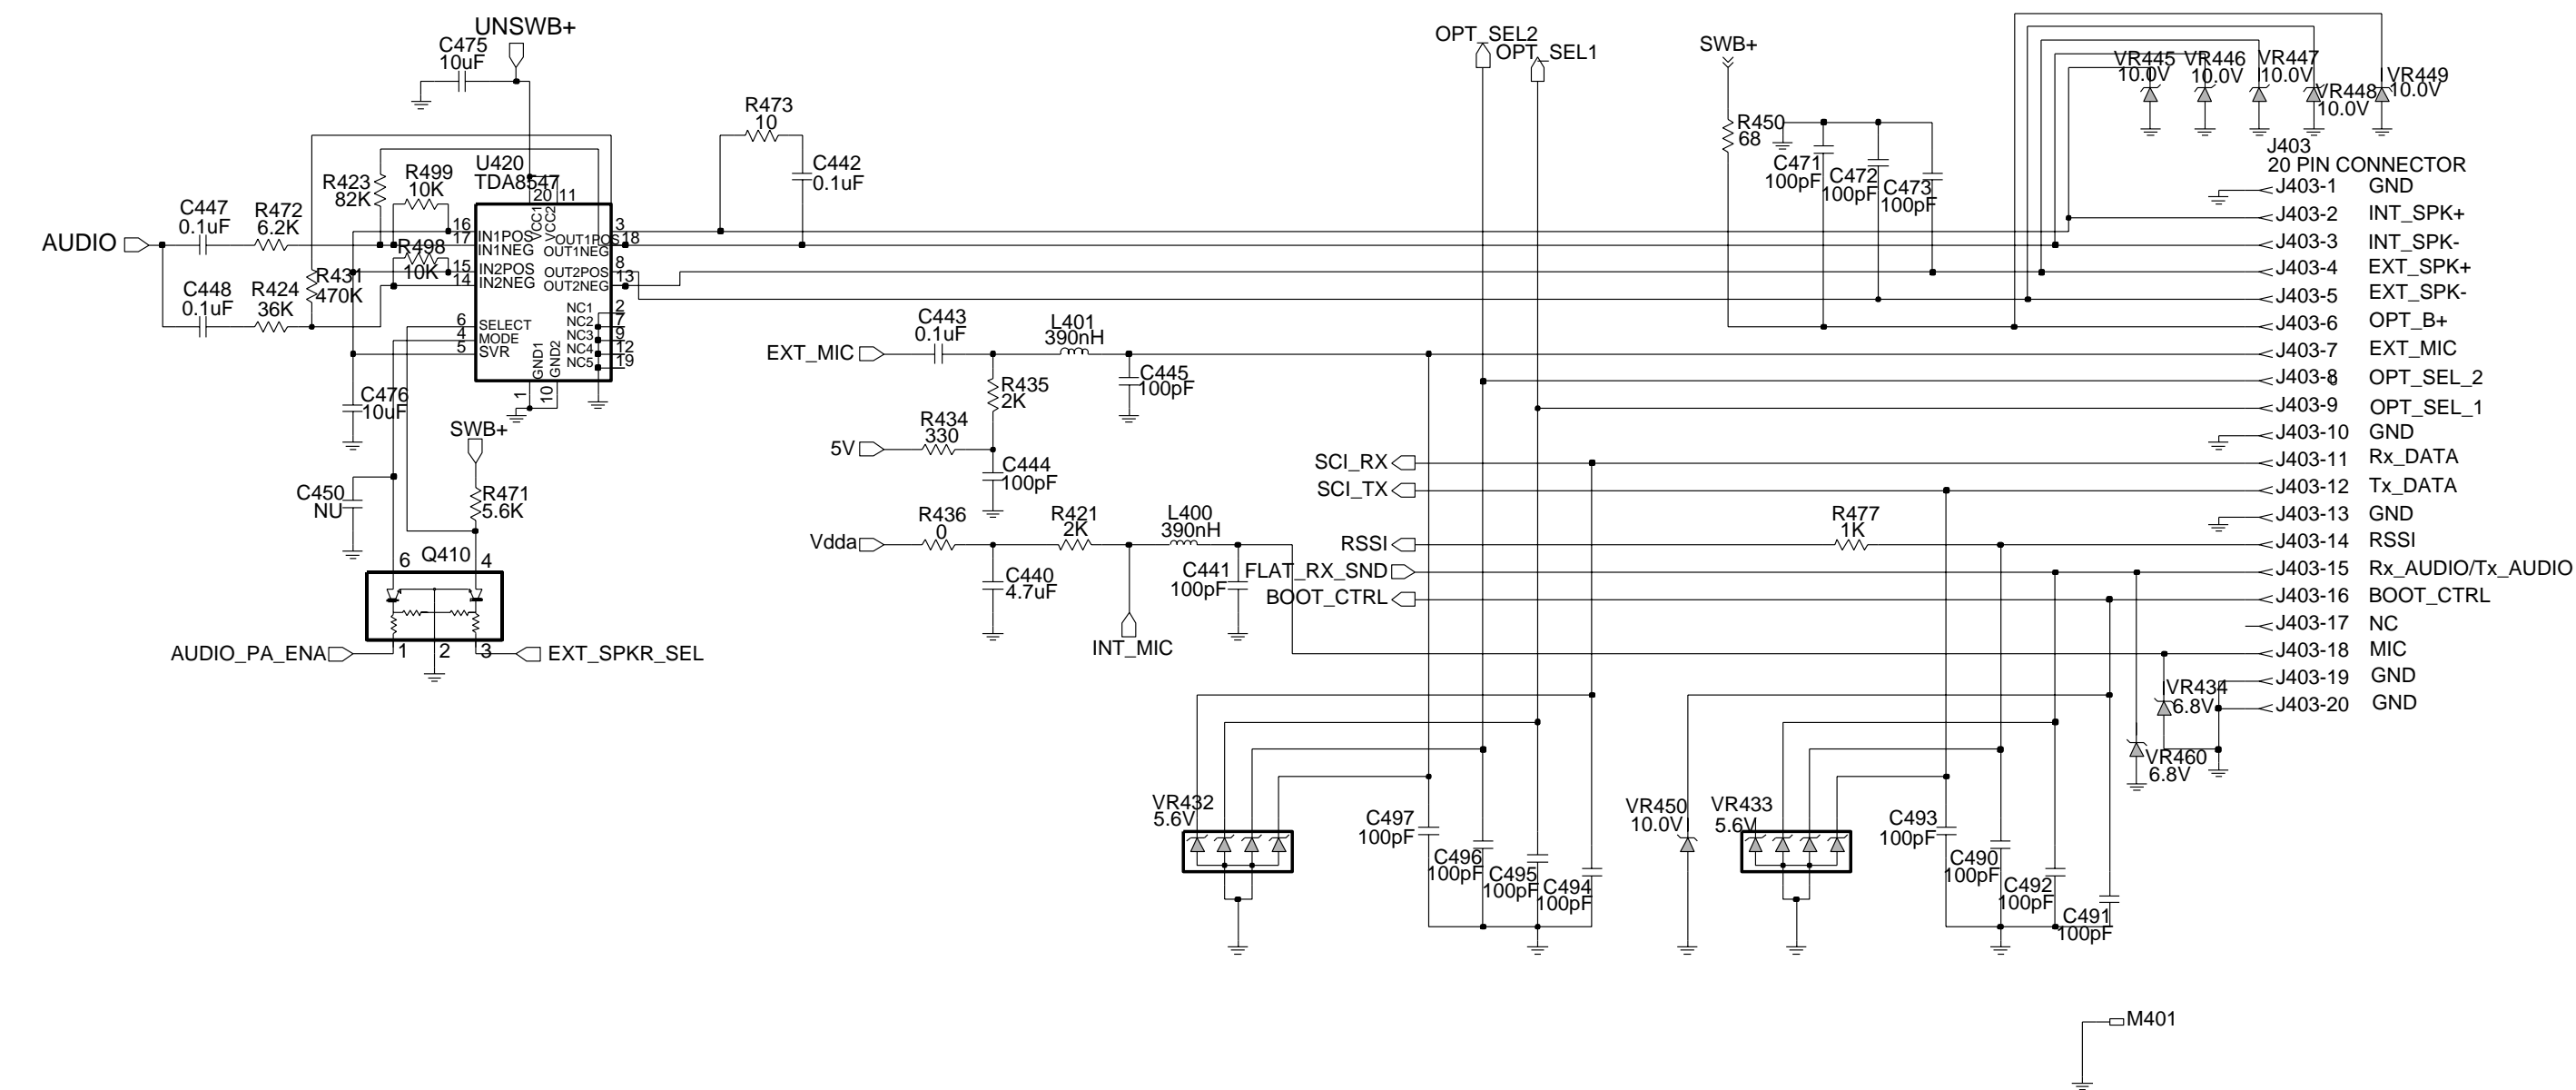 UNSWB+
C475
10uF
OPT_SEL2
OPT_SEL1
SWB+
VR445
10.0V
VR446
10.0V
VR447
10.0V
VR448
10.0V
VR449
10.0V
R473
10
C442
0.1uF
R450
68
C471
100pF
C472
100pF
C473
100pF
J403
20 PIN CONNECTOR
J403-1 GND
J403-2 INT_SPK+
J403-3 INT_SPK-
J403-4 EXT_SPK+
J403-5 EXT_SPK-
J403-6 OPT_B+
J403-7 EXT_MIC
J403-8 OPT_SEL_2
J403-9 OPT_SEL_1
J403-10 GND
J403-11 Rx_DATA
J403-12 Tx_DATA
J403-13 GND
J403-14 RSSI
J403-15 Rx_AUDIO/Tx_AUDIO
J403-16 BOOT_CTRL
J403-17 NC
J403-18 MIC
J403-19 GND
J403-20 GND
U420
TDA8547
R423
82K
R499
10K
C447
0.1uF
R472
6.2K
AUDIO
R498
10K
R431
470K
C448
0.1uF
R424
36K
20 11
VCC1
VCC2
16 IN1POS
17 IN1NEG
15 IN2POS
14 IN2NEG
6 SELECT
4 MODE
5 SVR
3 OUT1POS
18 OUT1NEG
8 OUT2POS
13 OUT2NEG
NC1 2
NC2 7
NC3 9
NC4 12
NC5 19
GND1
GND2
1 10
C476
10uF
SWB+
C450
NU
R471
5.6K
Q410
6 4
AUDIO_PA_ENA 1 2 3 EXT_SPKR_SEL
EXT_MIC
C443
0.1uF
L401
390nH
R435
2K
C445
100pF
5V
R434
330
C444
100pF
Vdda
R436
0
R421
2K
L400
390nH
C440
4.7uF
C441
100pF
INT_MIC
SCI_RX
SCI_TX
RSSI
FLAT_RX_SND
BOOT_CTRL
R477
1K
VR434
6.8V
VR460
6.8V
VR432
5.6V
C497
100pF
C496
100pF
C495
100pF
C494
100pF
VR450
10.0V
VR433
5.6V
C493
100pF
C490
100pF
C492
100pF
C491
100pF
M401